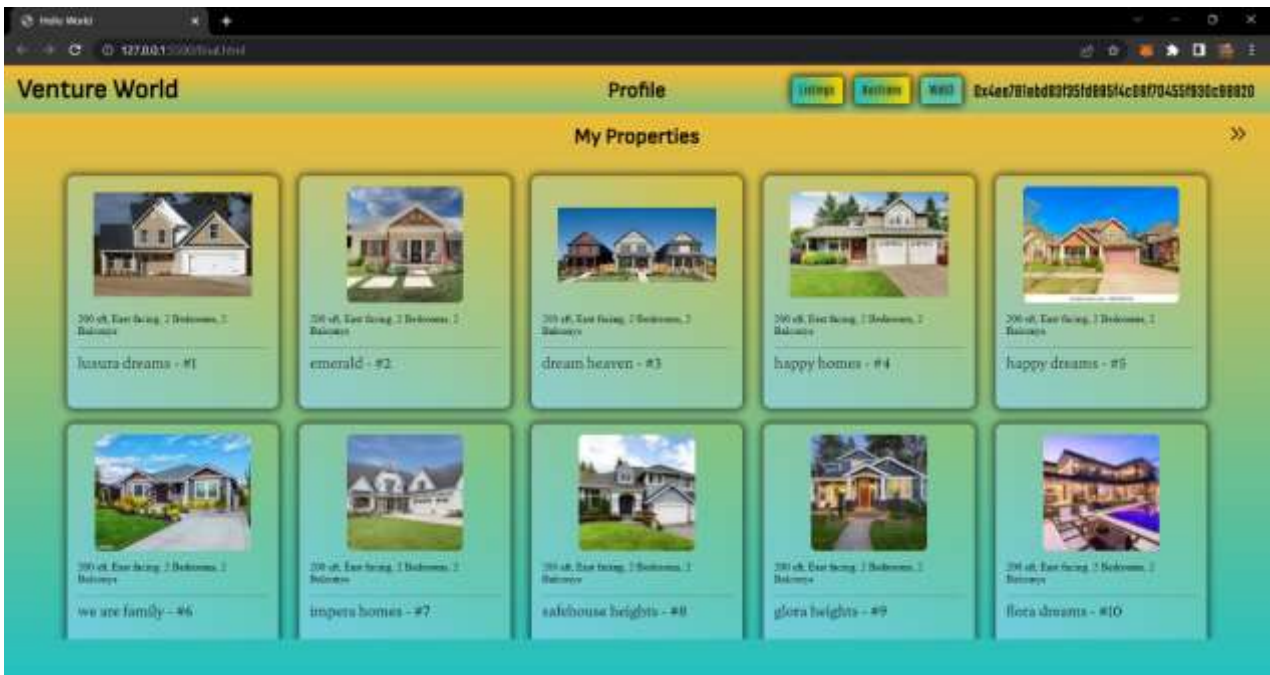 Hello World
127.0.0.1:5500/final.html
Venture World
Profile
Listings
Auctions
Web3
My Properties
»
200 sft, East facing, 2 Bedrooms, 2
Balconys
luxura dreams - #1
200 sft, East facing, 2 Bedrooms, 2
Balconys
emerald - #2
200 sft, East facing, 2 Bedrooms, 2
Balconys
dream heaven - #3
200 sft, East facing, 2 Bedrooms, 2
Balconys
happy homes - #4
200 sft, East facing, 2 Bedrooms, 2
Balconys
happy dreams - #5
200 sft, East facing, 2 Bedrooms, 2
Balconys
we are family - #6
200 sft, East facing, 2 Bedrooms, 2
Balconys
impera homes - #7
200 sft, East facing, 2 Bedrooms, 2
Balconys
safehouse heights - #8
200 sft, East facing, 2 Bedrooms, 2
Balconys
glora heights - #9
200 sft, East facing, 2 Bedrooms, 2
Balconys
flora dreams - #10